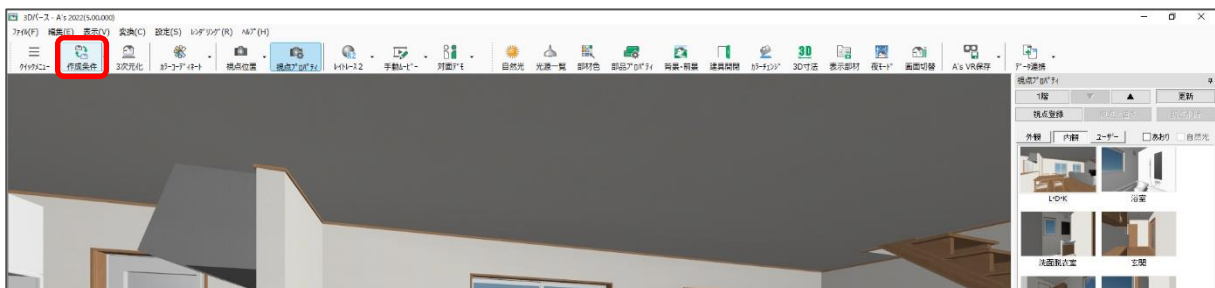 3Dパース - A's 2022(5.00.000)
ファイル(F) 編集(E) 表示(V) 変換(C) 設定(S) レンダリング(R) ヘルプ(H)
クイックメニュー 作成条件 3次元化 カラーコーディネート 視点位置 視点プロパティ レイトレース2 手動ムービー 対面デモ 自然光 光源一覧 部材色 部品プロパティ 背景・前景 建具開閉 カラーチェンジ 3D寸法 表示部材 夜モード 画面切替 A's VR保存 データ連携
視点プロパティ
1階 ▼ ▲ 更新
視点登録
外観 内観 ユーザー あおり 自然光
L・D・K 浴室
洗面脱衣室 玄関